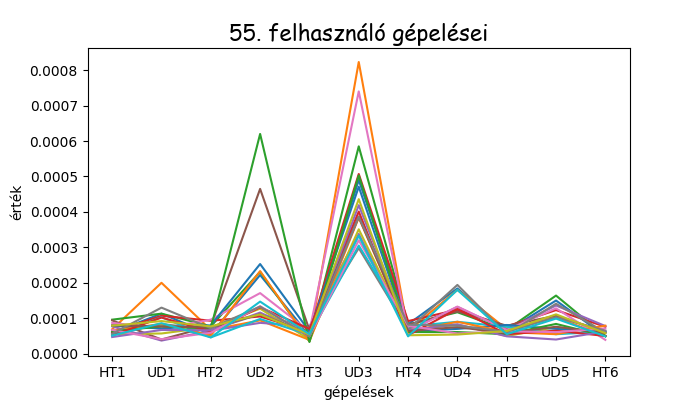 55. felhasználó gépelései
0.0008
0.0007
0.0006
0.0005
0.0004
0.0003
0.0002
0.0001
0.0000
érték
HT1 UD1 HT2 UD2 HT3 UD3 HT4 UD4 HT5 UD5 HT6
gépelések